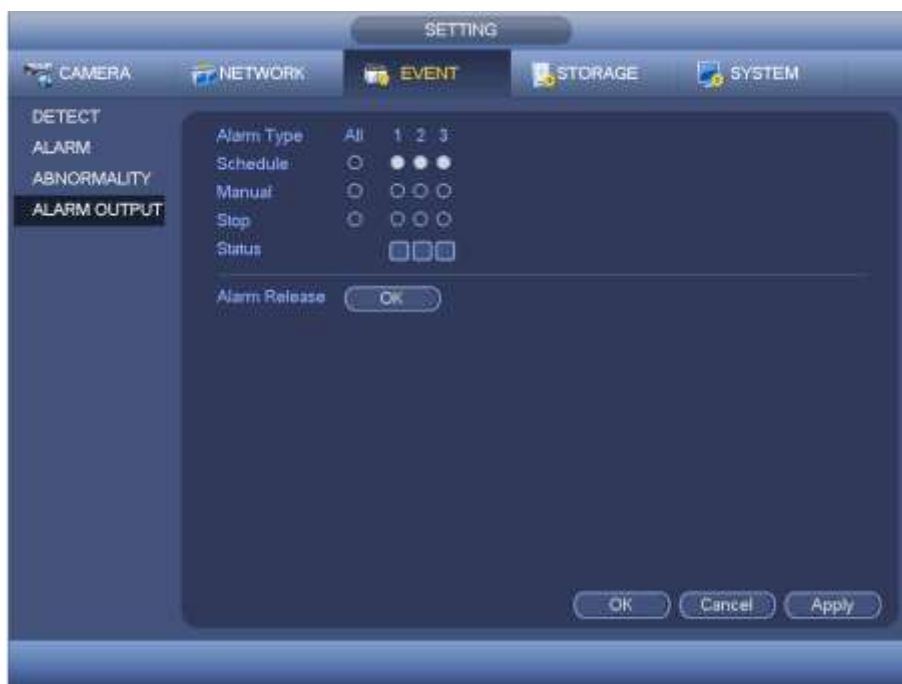 SETTING
CAMERA NETWORK EVENT STORAGE SYSTEM
DETECT
ALARM
ABNORMALITY
ALARM OUTPUT
Alarm Type All 1 2 3
Schedule
Manual
Stop
Status
Alarm Release OK
OK Cancel Apply